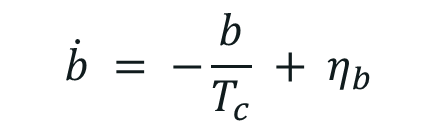 ḃ = −b/T_c + η_b